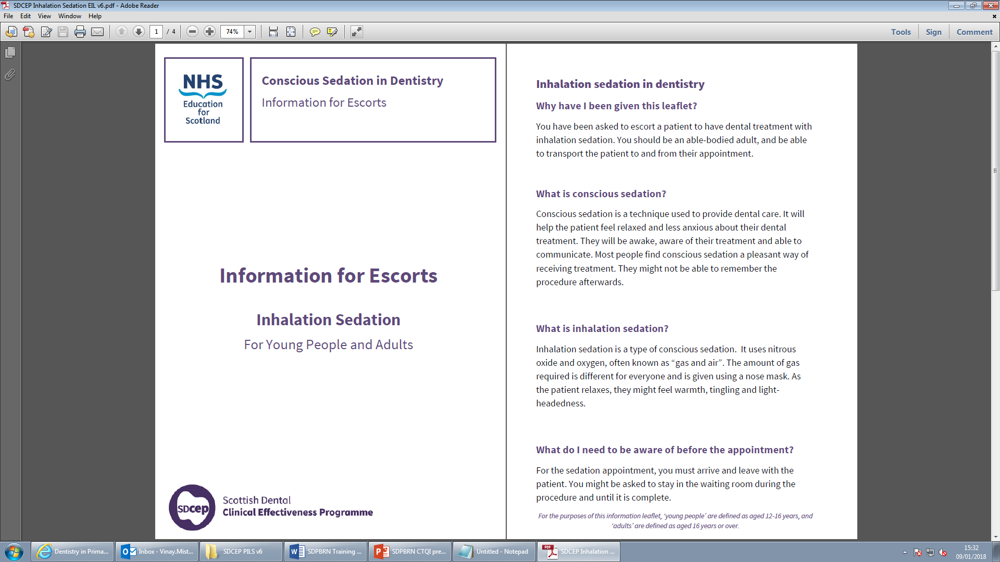 SDCEP Inhalation Sedation EIL v6.pdf - Adobe Reader
File Edit View Window Help
1 / 4 74% Tools Sign Comment
NHS
Education
for
Scotland
Conscious Sedation in Dentistry
Information for Escorts
Information for Escorts
Inhalation Sedation
For Young People and Adults
SDcep
Scottish Dental
Clinical Effectiveness Programme
Inhalation sedation in dentistry
Why have I been given this leaflet?
You have been asked to escort a patient to have dental treatment with
inhalation sedation. You should be an able-bodied adult, and be able
to transport the patient to and from their appointment.
What is conscious sedation?
Conscious sedation is a technique used to provide dental care. It will
help the patient feel relaxed and less anxious about their dental
treatment. They will be awake, aware of their treatment and able to
communicate. Most people find conscious sedation a pleasant way of
receiving treatment. They might not be able to remember the
procedure afterwards.
What is inhalation sedation?
Inhalation sedation is a type of conscious sedation.  It uses nitrous
oxide and oxygen, often known as “gas and air”. The amount of gas
required is different for everyone and is given using a nose mask. As
the patient relaxes, they might feel warmth, tingling and light-
headedness.
What do I need to be aware of before the appointment?
For the sedation appointment, you must arrive and leave with the
patient. You might be asked to stay in the waiting room during the
procedure and until it is complete.
For the purposes of this information leaflet, ‘young people’ are defined as aged 12-16 years, and
‘adults’ are defined as aged 16 years or over.
Dentistry in Prima... Inbox - Vinay.Mist... SDCEP PILS v6 SDPBRN Training ... SDPBRN CTQI pre... Untitled - Notepad PDF SDCEP Inhalation ...
15:32
09/01/2018